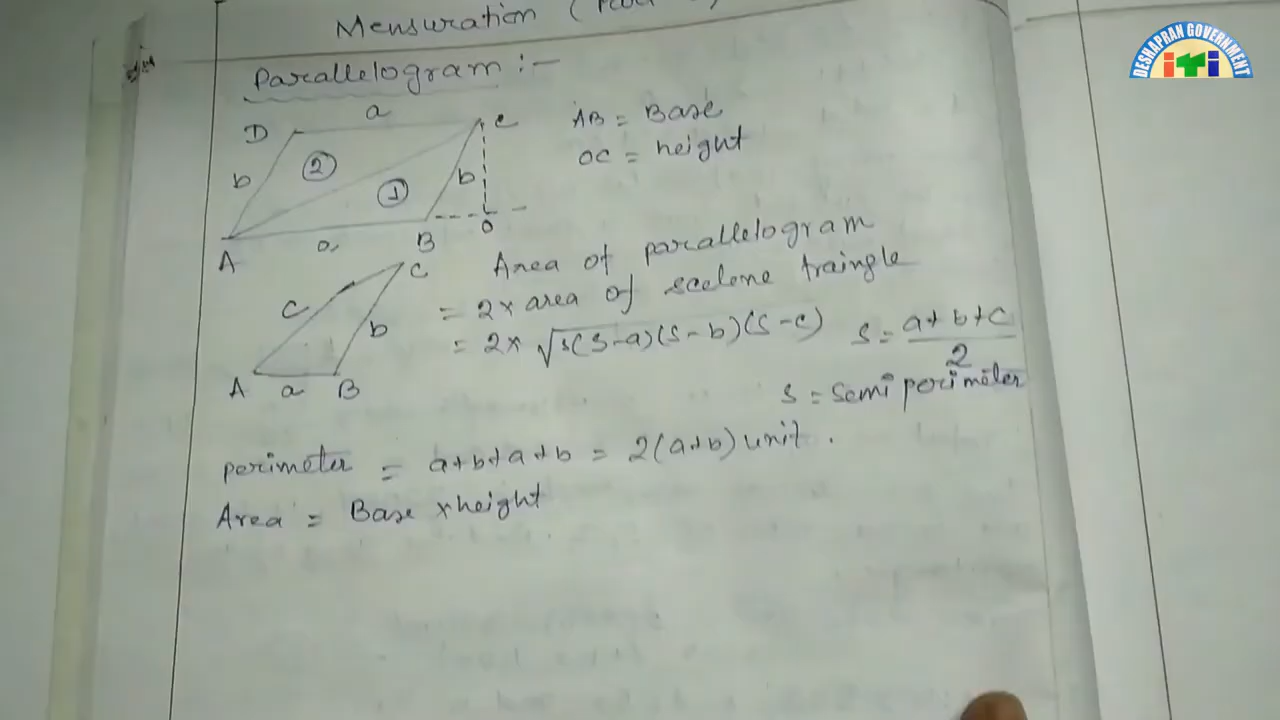 Mensuration
Parallelogram :-
D a C
b 2 1 b
A a B O
AB = Base
OC = height
C
c b
A a B
Area of parallelogram
= 2 x area of scelene traingle
= 2 x √s(s-a)(s-b)(s-c) s = a+b+c/2
s = semi perimeter
perimeter = a+b+a+b = 2(a+b) unit.
Area = Base x height
DESHAPRAN GOVERNMENT
iTi